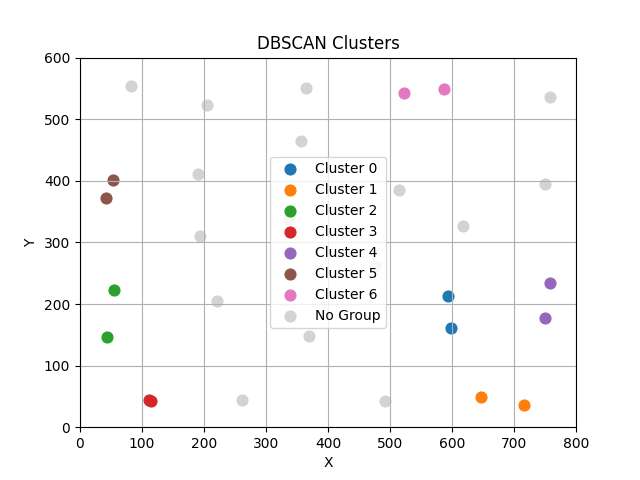 DBSCAN Clusters
600
500
400
300
200
100
0
Y
Cluster 0
Cluster 1
Cluster 2
Cluster 3
Cluster 4
Cluster 5
Cluster 6
No Group
0 100 200 300 400 500 600 700 800
X